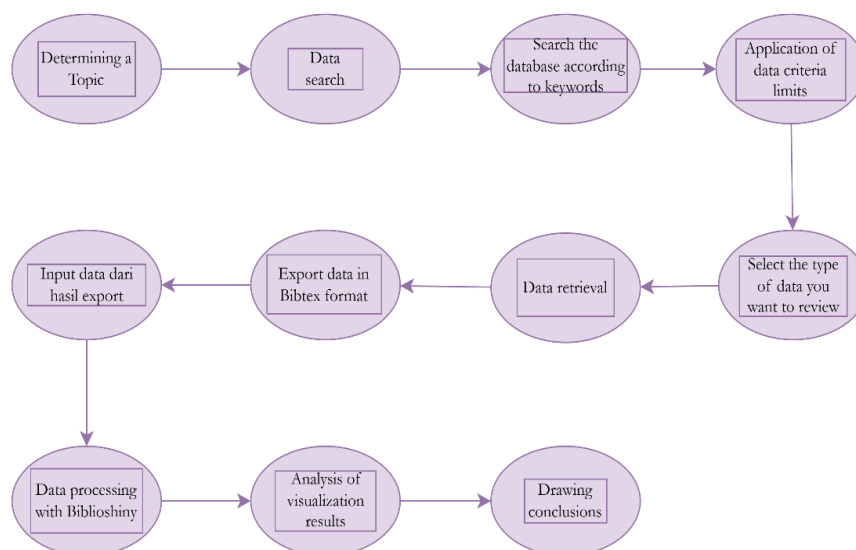 Determining a
Topic
Data
search
Search the
database according
to keywords
Application of
data criteria
limits
Select the type
of data you
want to review
Data retrieval
Export data in
Bibtex format
Input data dari
hasil export
Data processing
with Biblioshiny
Analysis of
visualization
results
Drawing
conclusions